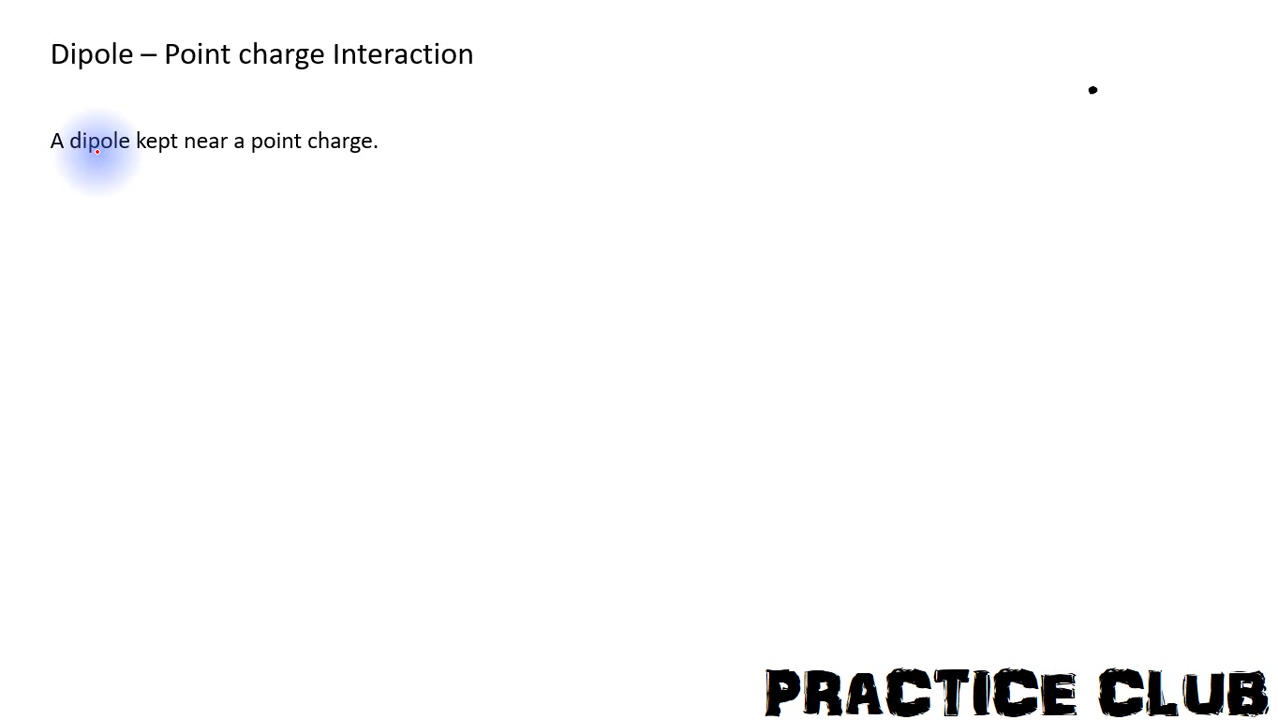 Dipole – Point charge Interaction
A dipole kept near a point charge.
PRACTICE CLUB